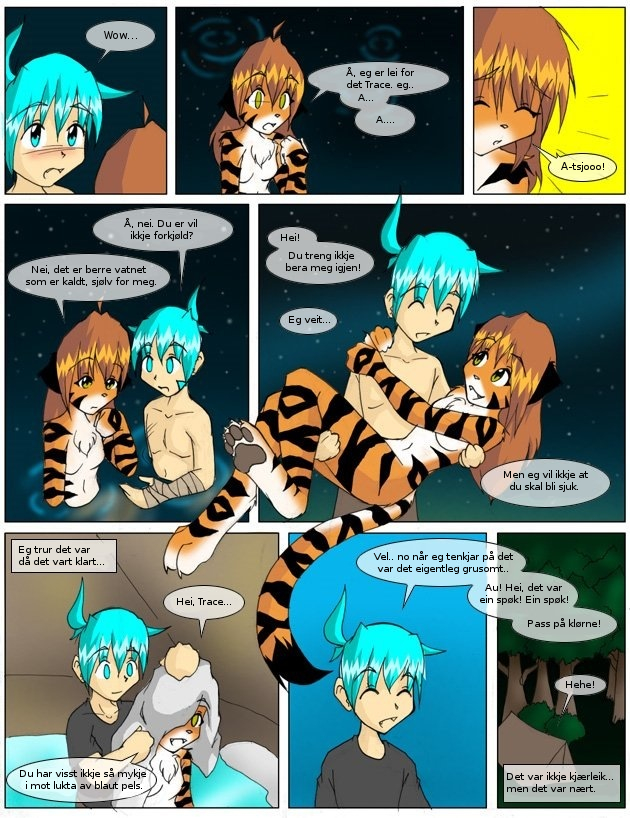 Wow...
Å, eg er lei for
det Trace. eg..
A...
A....
A-tsjooo!
Å, nei. Du er vil
ikkje forkjøld?
Nei, det er berre vatnet
som er kaldt, sjølv for meg.
Hei!
Du treng ikkje
bera meg igjen!
Eg veit...
Men eg vil ikkje at
du skal bli sjuk.
Eg trur det var
då det vart klart...
Hei, Trace...
Du har visst ikkje så mykje
i mot lukta av blaut pels.
Vel.. no når eg tenkjar på det
var det eigentleg grusomt..
Au! Hei, det var
ein spøk! Ein spøk!
Pass på klørne!
Hehe!
Det var ikkje kjærleik...
men det var nært.